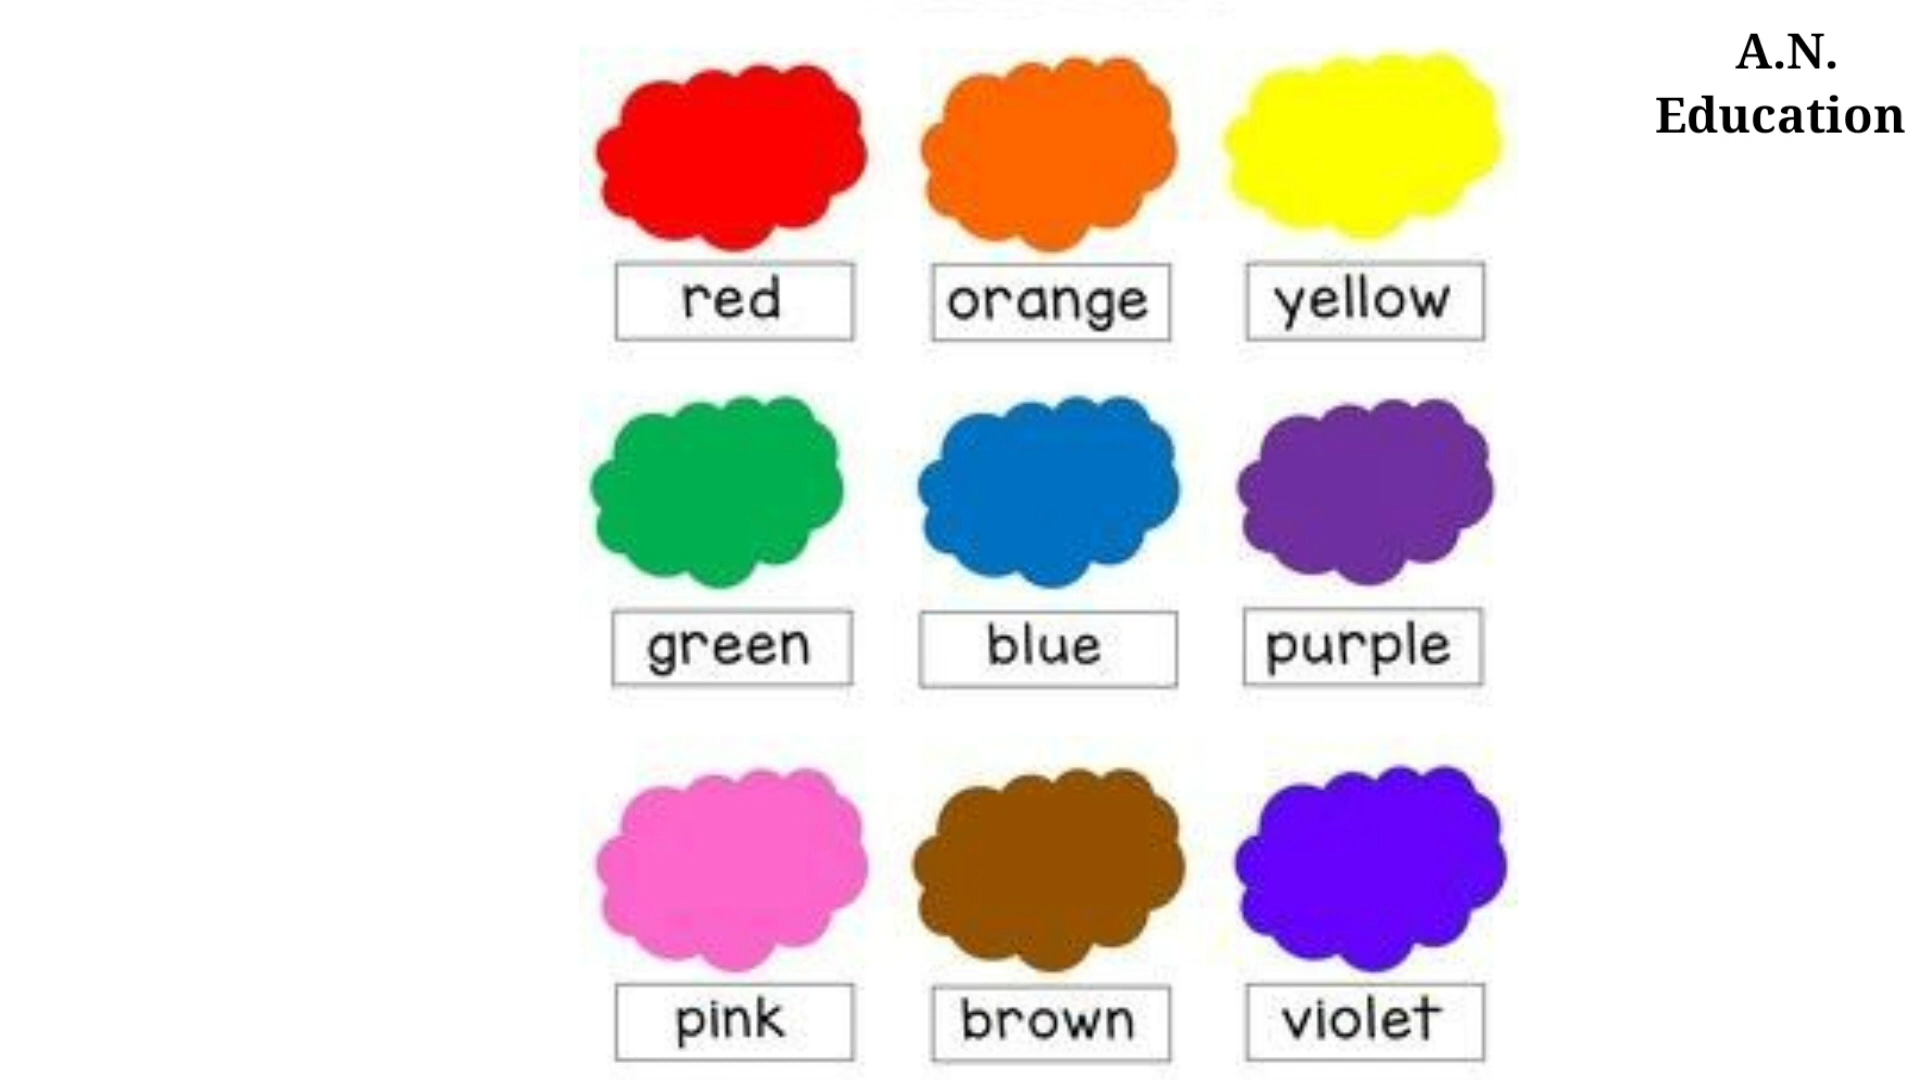 A.N.
Education
red
orange
yellow
green
blue
purple
pink
brown
violet